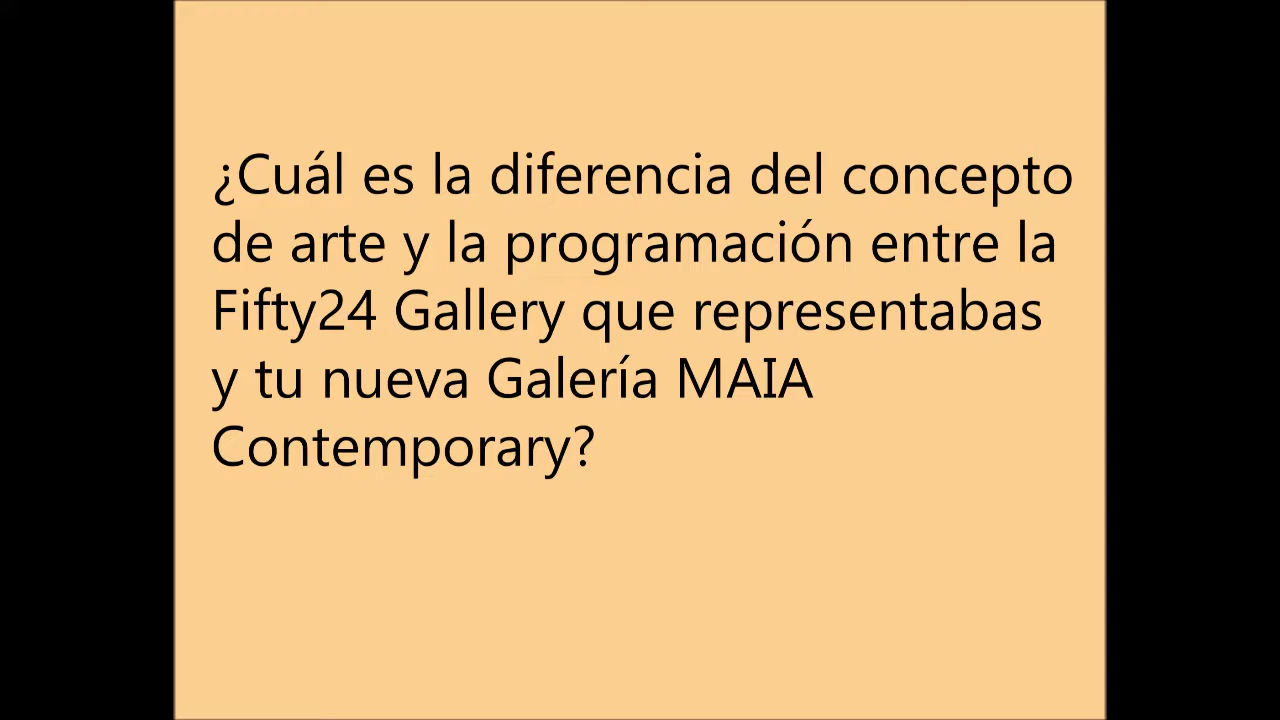 ¿Cuál es la diferencia del concepto
de arte y la programación entre la
Fifty24 Gallery que representabas
y tu nueva Galería MAIA
Contemporary?